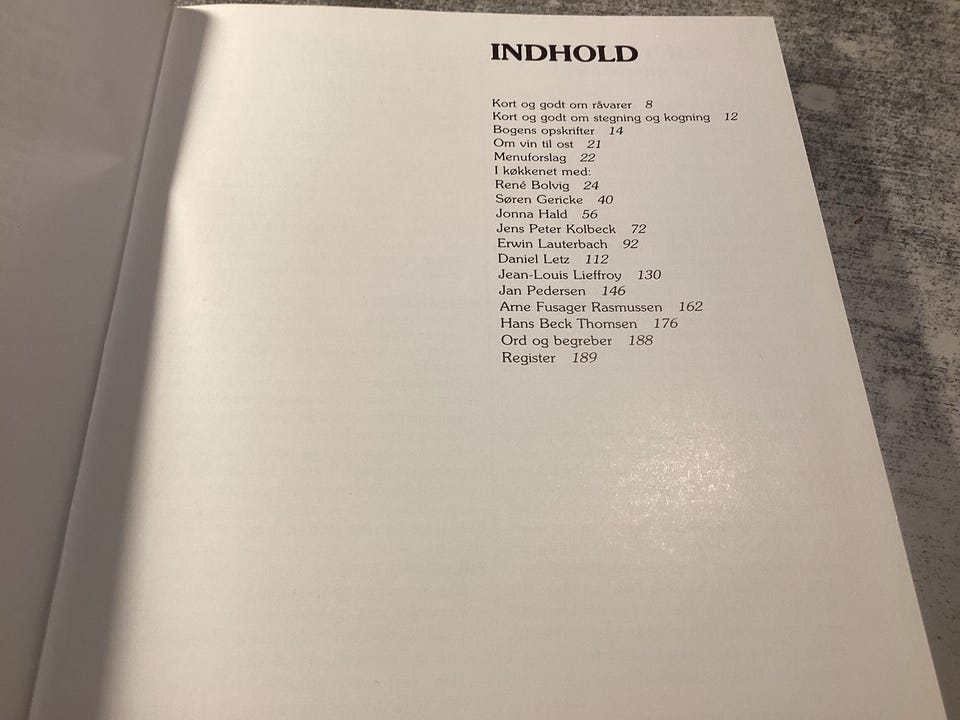 INDHOLD
Kort og godt om råvarer 8
Kort og godt om stegning og kogning 12
Bogens opskrifter 14
Om vin til ost 21
Menuforslag 22
I køkkenet med:
René Bolvig 24
Søren Gericke 40
Jonna Hald 56
Jens Peter Kolbeck 72
Erwin Lauterbach 92
Daniel Letz 112
Jean-Louis Lieffroy 130
Jan Pedersen 146
Arne Fusager Rasmussen 162
Hans Beck Thomsen 176
Ord og begreber 188
Register 189